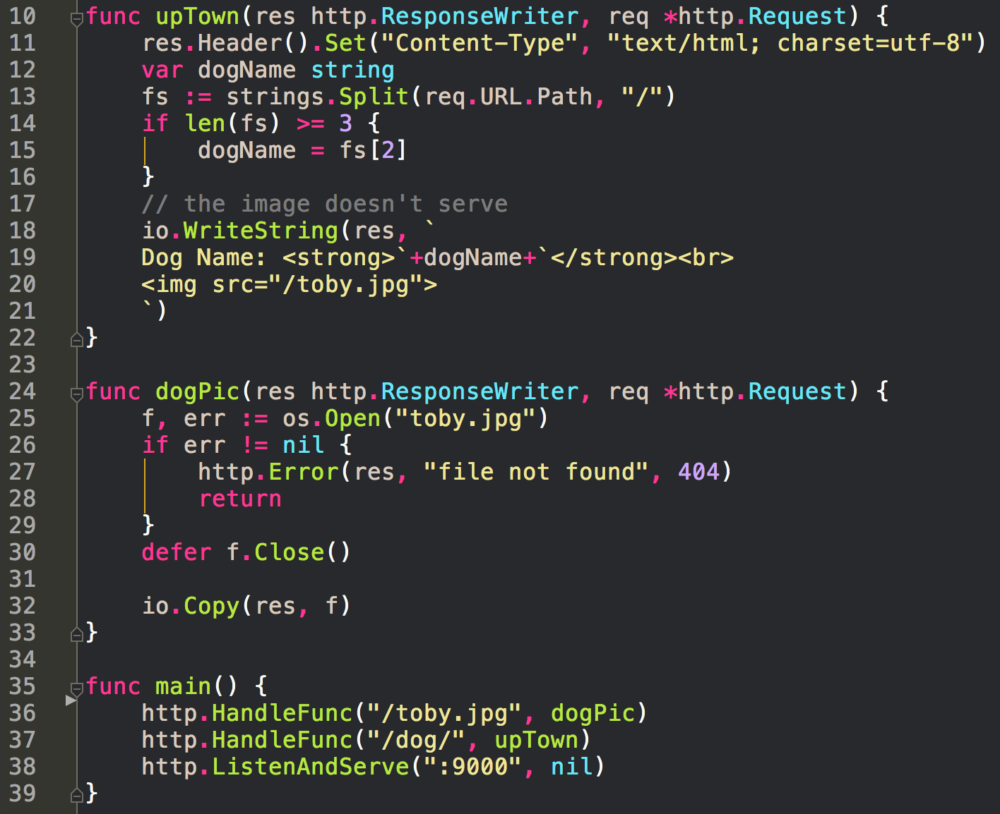 10 func upTown(res http.ResponseWriter, req *http.Request) {
11     res.Header().Set("Content-Type", "text/html; charset=utf-8")
12     var dogName string
13     fs := strings.Split(req.URL.Path, "/")
14     if len(fs) >= 3 {
15         dogName = fs[2]
16     }
17     // the image doesn't serve
18     io.WriteString(res, `
19     Dog Name: <strong>`+dogName+`</strong><br>
20     <img src="/toby.jpg">
21     `)
22 }
23
24 func dogPic(res http.ResponseWriter, req *http.Request) {
25     f, err := os.Open("toby.jpg")
26     if err != nil {
27         http.Error(res, "file not found", 404)
28         return
29     }
30     defer f.Close()
31
32     io.Copy(res, f)
33 }
34
35 func main() {
36     http.HandleFunc("/toby.jpg", dogPic)
37     http.HandleFunc("/dog/", upTown)
38     http.ListenAndServe(":9000", nil)
39 }